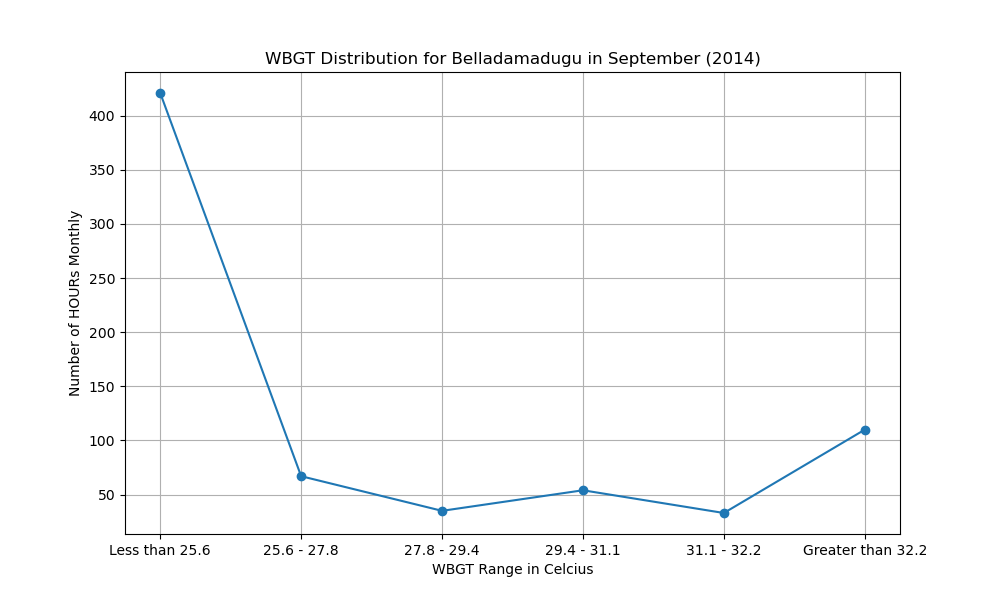 WBGT Distribution for Belladamadugu in September (2014)
Number of HOURs Monthly
400
350
300
250
200
150
100
50
Less than 25.6
25.6 - 27.8
27.8 - 29.4
29.4 - 31.1
31.1 - 32.2
Greater than 32.2
WBGT Range in Celcius